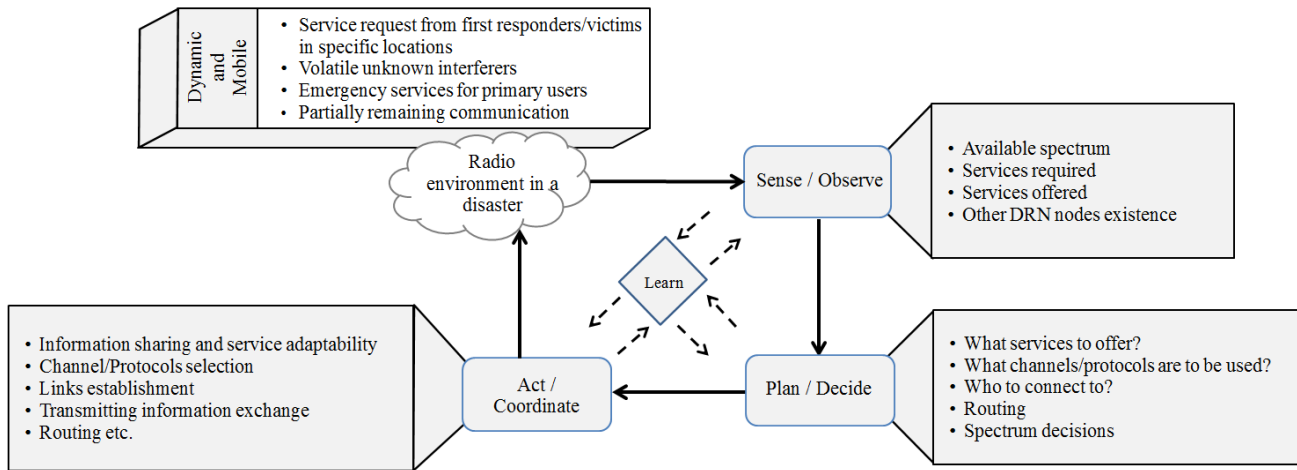 Dynamic
and
Mobile
• Service request from first responders/victims
in specific locations
• Volatile unknown interferers
• Emergency services for primary users
• Partially remaining communication
Radio
environment in a
disaster
Sense / Observe
• Available spectrum
• Services required
• Services offered
• Other DRN nodes existence
Learn
• Information sharing and service adaptability
• Channel/Protocols selection
• Links establishment
• Transmitting information exchange
• Routing etc.
Act /
Coordinate
Plan / Decide
• What services to offer?
• What channels/protocols are to be used?
• Who to connect to?
• Routing
• Spectrum decisions